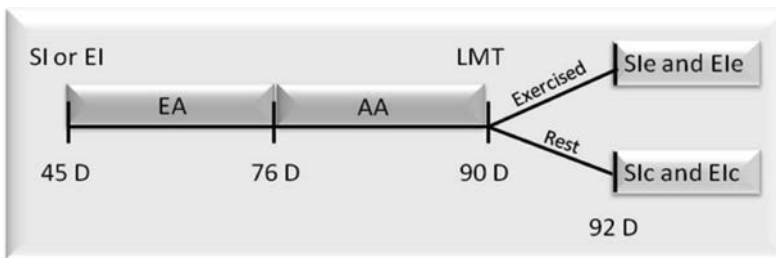 SI or EI
LMT
SIe and EIe
EA
AA
Exercised
Rest
SIc and EIc
45 D
76 D
90 D
92 D